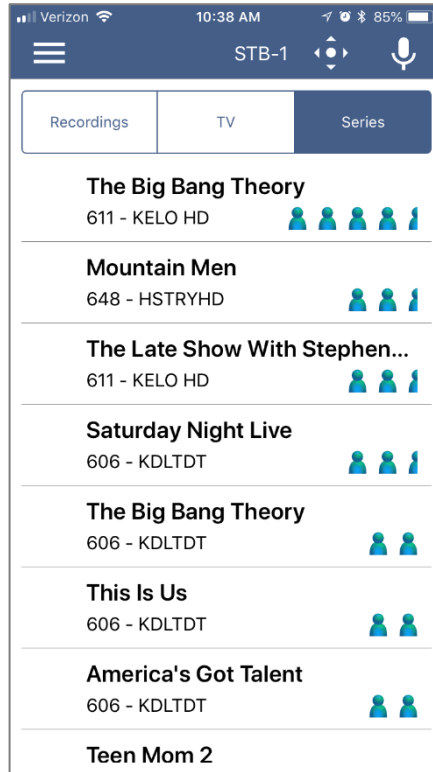 Verizon 10:38 AM 85%
STB-1
Recordings TV Series
The Big Bang Theory
611 - KELO HD
Mountain Men
648 - HSTRYHD
The Late Show With Stephen...
611 - KELO HD
Saturday Night Live
606 - KDLTDT
The Big Bang Theory
606 - KDLTDT
This Is Us
606 - KDLTDT
America's Got Talent
606 - KDLTDT
Teen Mom 2